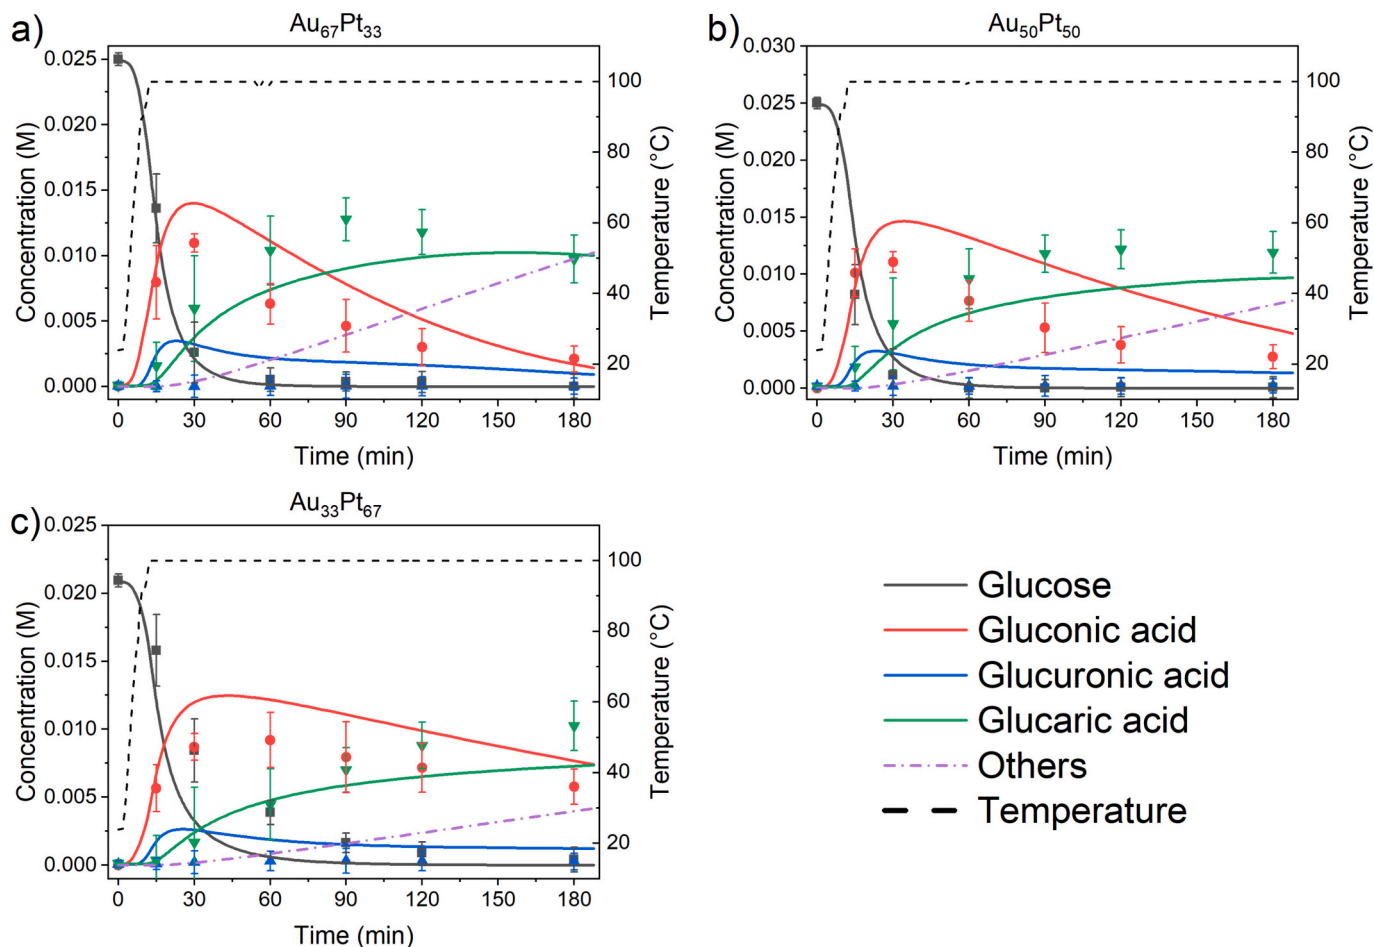 a)
Au67Pt33
Concentration (M)
0.025
0.020
0.015
0.010
0.005
0.000
100
80
60
40
20
Temperature (°C)
0 30 60 90 120 150 180
Time (min)
b)
Au50Pt50
Concentration (M)
0.030
0.025
0.020
0.015
0.010
0.005
0.000
100
80
60
40
20
Temperature (°C)
0 30 60 90 120 150 180
Time (min)
c)
Au33Pt67
Concentration (M)
0.025
0.020
0.015
0.010
0.005
0.000
100
80
60
40
20
Temperature (°C)
0 30 60 90 120 150 180
Time (min)
Glucose
Gluconic acid
Glucuronic acid
Glucaric acid
Others
Temperature